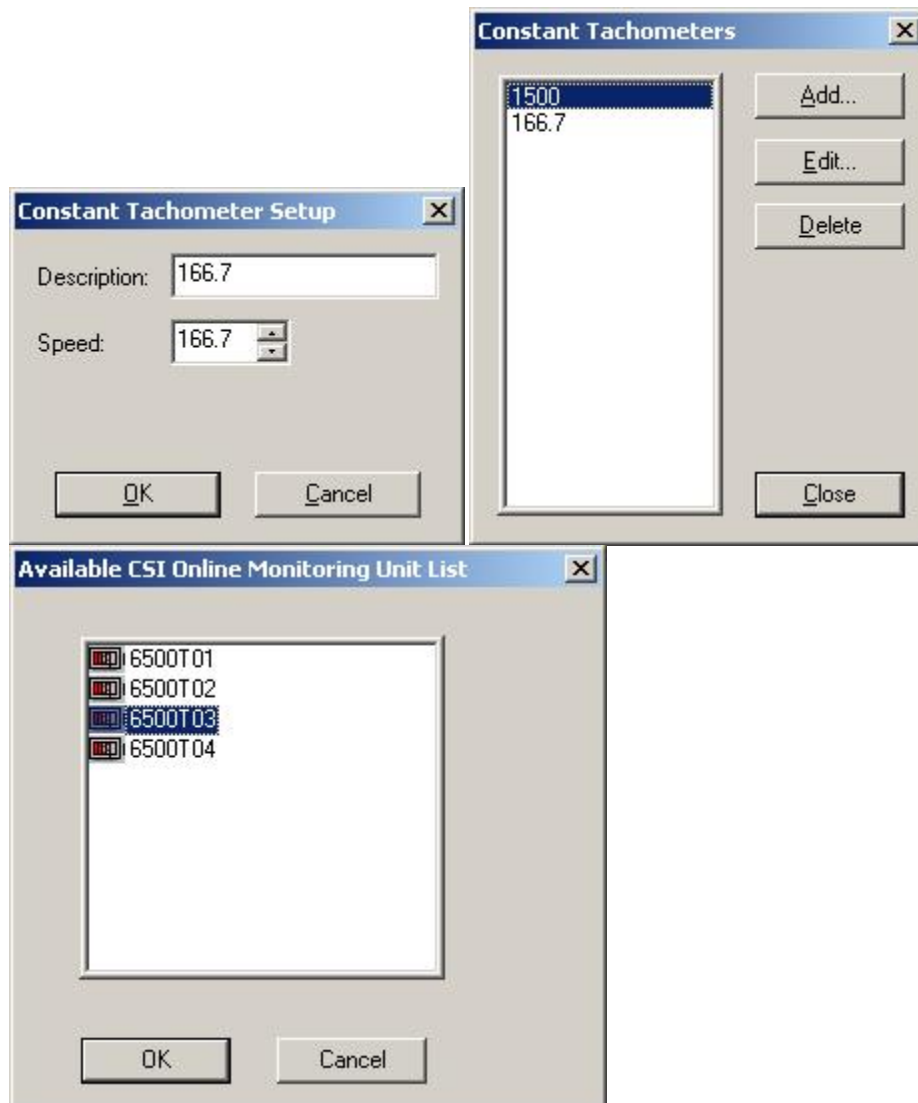 Constant Tachometers
1500
166.7
Add...
Edit...
Delete
Close
Constant Tachometer Setup
Description: 166.7
Speed: 166.7
OK
Cancel
Available CSI Online Monitoring Unit List
6500T01
6500T02
6500T03
6500T04
OK
Cancel